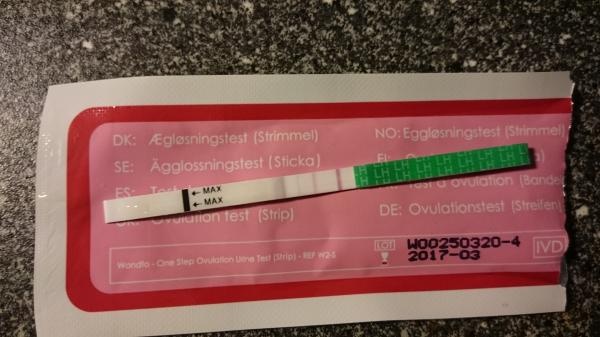 DK: Ægløsningstest (Strimmel)
NO: Eggløsningstest (Strimmel)
SE: Ägglossningstest (Sticka)
ES:
← MAX
← MAX
d'ovulation (Bande
Ovulation test (Strip)
DE: Ovulationstest (Streifen)
LOT W00250320-4
2017-03
IVD
Wondfo - One Step Ovulation Urine Test (Strip) - REF W2-S